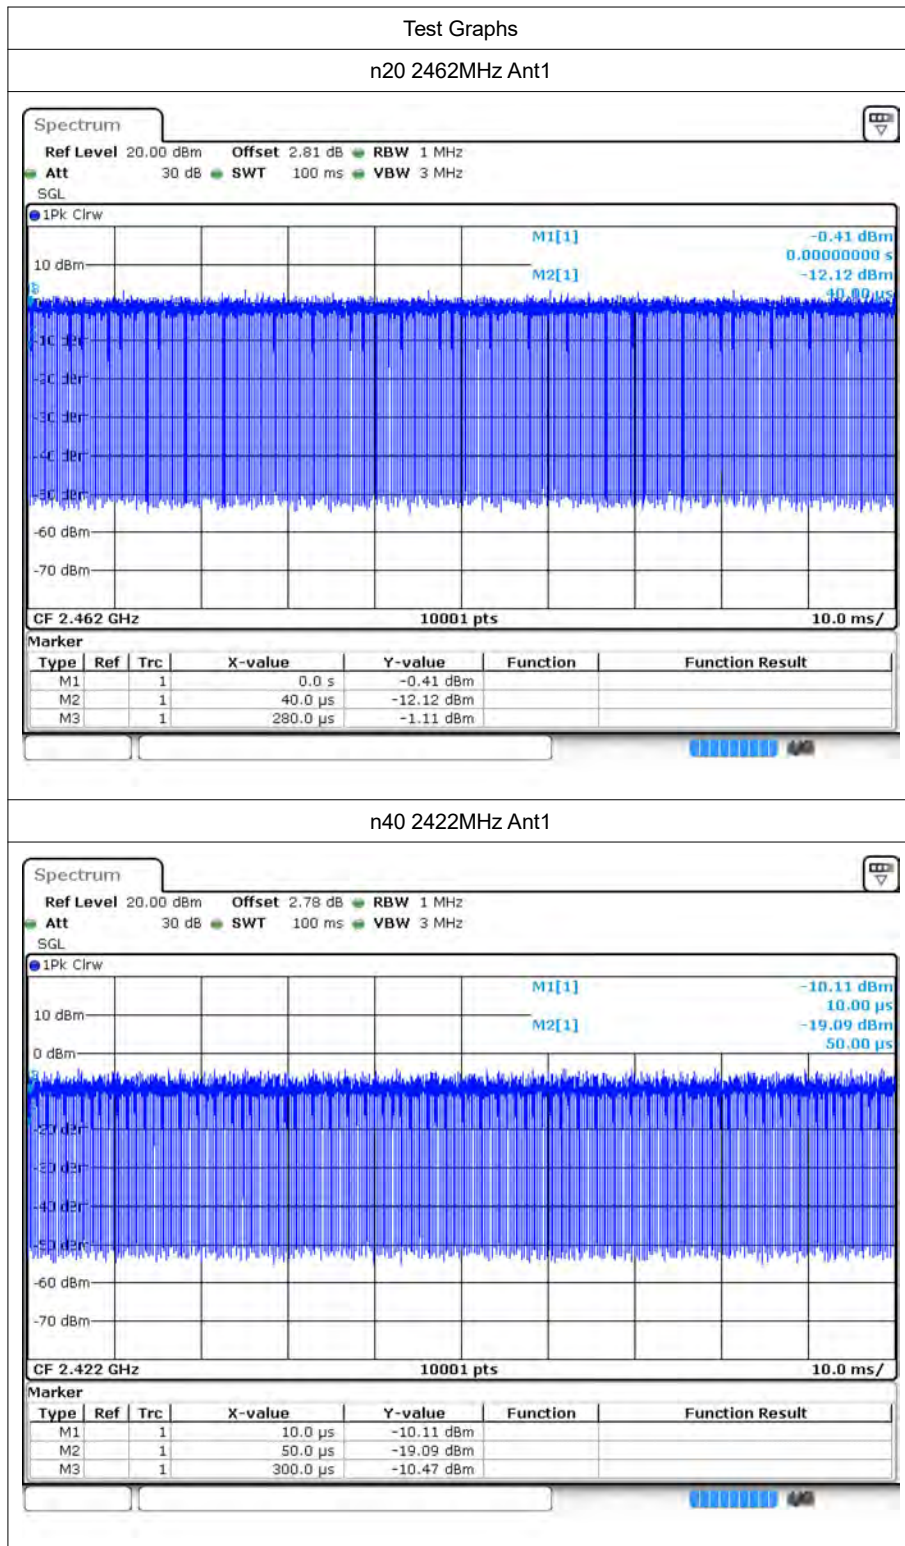 Test Graphs
n20 2462MHz Ant1
Spectrum
Ref Level 20.00 dBm Offset 2.81 dB RBW 1 MHz
Att 30 dB SWT 100 ms VBW 3 MHz
SGL
1Pk Clrw
M1[1] -0.41 dBm
0.00000000 s
10 dBm
M2[1] -12.12 dBm
40.00 µs
-60 dBm
-70 dBm
CF 2.462 GHz 10001 pts 10.0 ms/
Marker
Type Ref Trc X-value Y-value Function Function Result
M1 1 0.0 s -0.41 dBm
M2 1 40.0 µs -12.12 dBm
M3 1 280.0 µs -1.11 dBm
n40 2422MHz Ant1
Spectrum
Ref Level 20.00 dBm Offset 2.78 dB RBW 1 MHz
Att 30 dB SWT 100 ms VBW 3 MHz
SGL
1Pk Clrw
M1[1] -10.11 dBm
10.00 µs
10 dBm
M2[1] -19.09 dBm
50.00 µs
0 dBm
-60 dBm
-70 dBm
CF 2.422 GHz 10001 pts 10.0 ms/
Marker
Type Ref Trc X-value Y-value Function Function Result
M1 1 10.0 µs -10.11 dBm
M2 1 50.0 µs -19.09 dBm
M3 1 300.0 µs -10.47 dBm